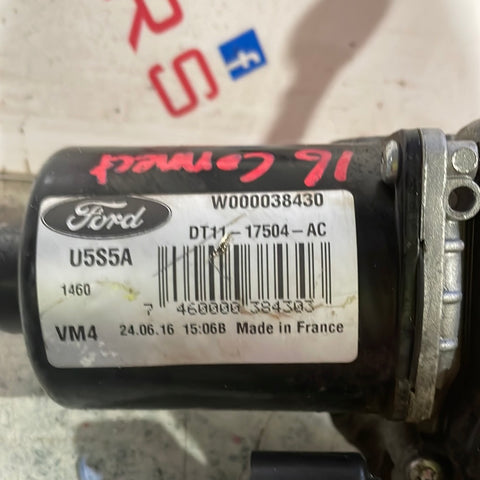 RS
f
16 Connect
Ford
W000038430
DT11-17504-AC
U5S5A
1460
7 460000 384303
VM4 24.06.16 15:06B Made in France